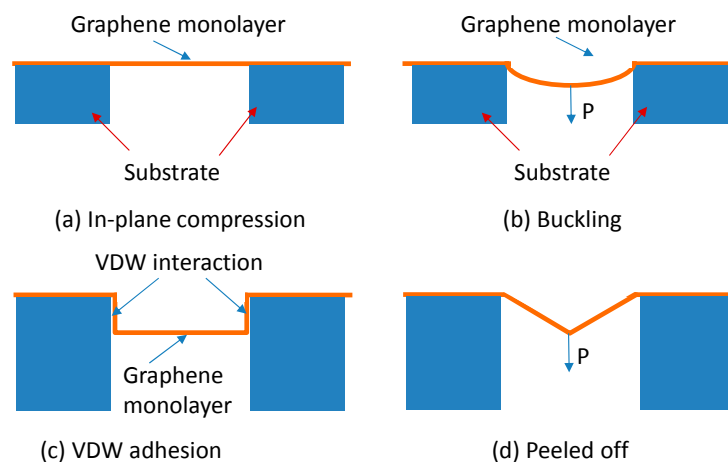 Graphene monolayer
Graphene monolayer
P
Substrate
Substrate
(a) In-plane compression
(b) Buckling
VDW interaction
P
Graphene
monolayer
(c) VDW adhesion
(d) Peeled off